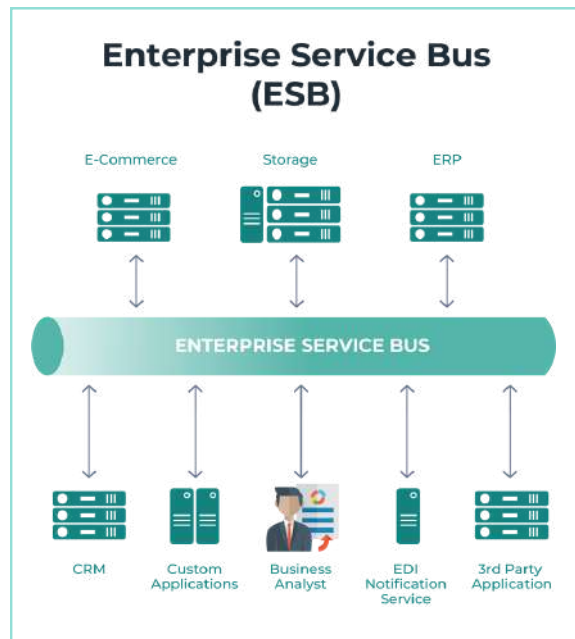 Enterprise Service Bus
(ESB)
E-Commerce
Storage
ERP
ENTERPRISE SERVICE BUS
CRM
Custom
Applications
Business
Analyst
EDI
Notification
Service
3rd Party
Application